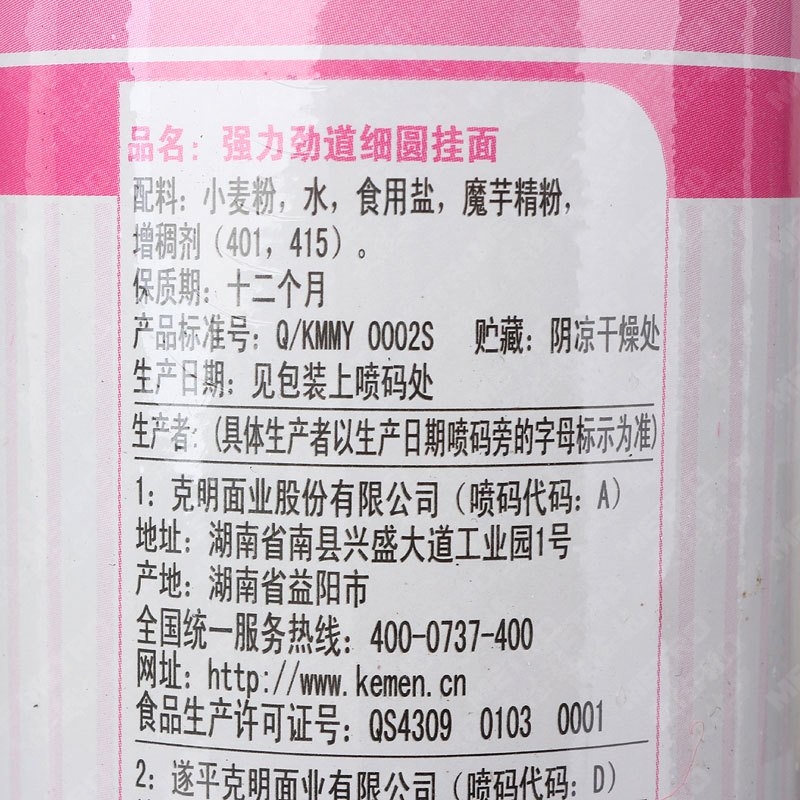 品名：强力劲道细圆挂面
配料：小麦粉，水，食用盐，魔芋精粉，
增稠剂（401，415）。
保质期：十二个月
产品标准号：Q/KMMY 0002S 贮藏：阴凉干燥处
生产日期：见包装上喷码处
生产者：(具体生产者以生产日期喷码旁的字母标示为准)
1：克明面业股份有限公司（喷码代码：A）
地址：湖南省南县兴盛大道工业园1号
产地：湖南省益阳市
全国统一服务热线：400-0737-400
网址：http://www.kemen.cn
食品生产许可证号：QS4309 0103 0001
2：遂平克明面业有限公司（喷码代码：D）